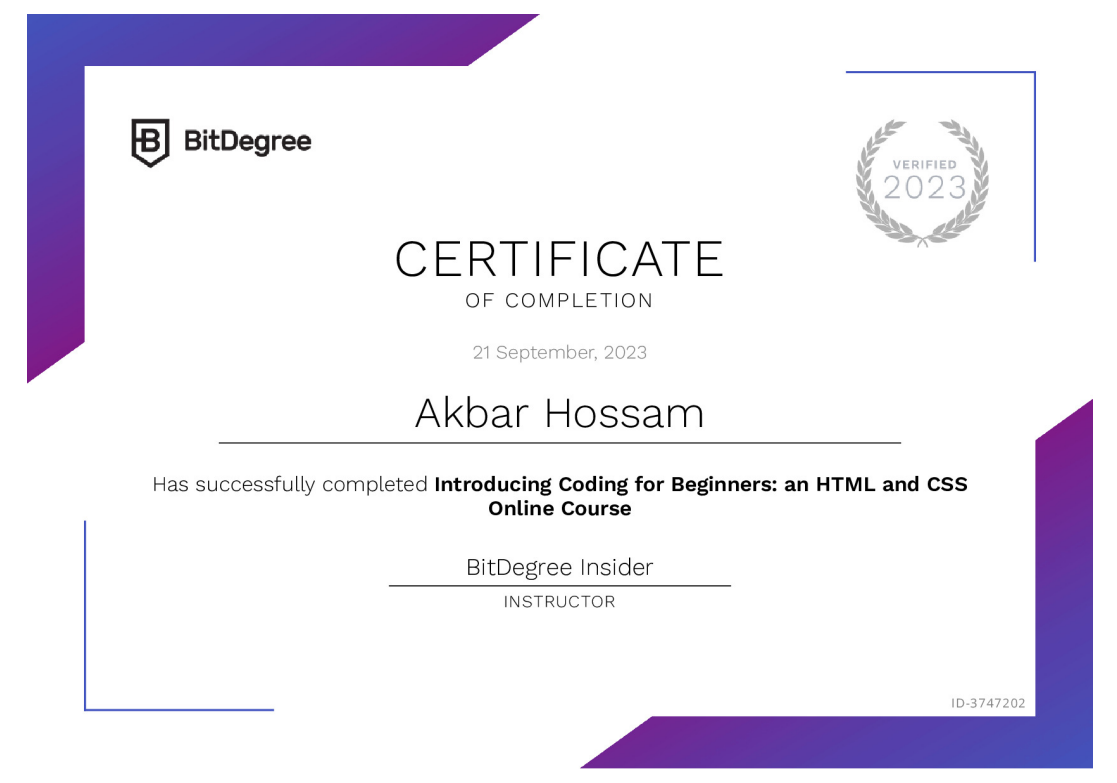 BitDegree
VERIFIED
2023
CERTIFICATE
OF COMPLETION
21 September, 2023
Akbar Hossam
Has successfully completed Introducing Coding for Beginners: an HTML and CSS
Online Course
BitDegree Insider
INSTRUCTOR
ID-3747202